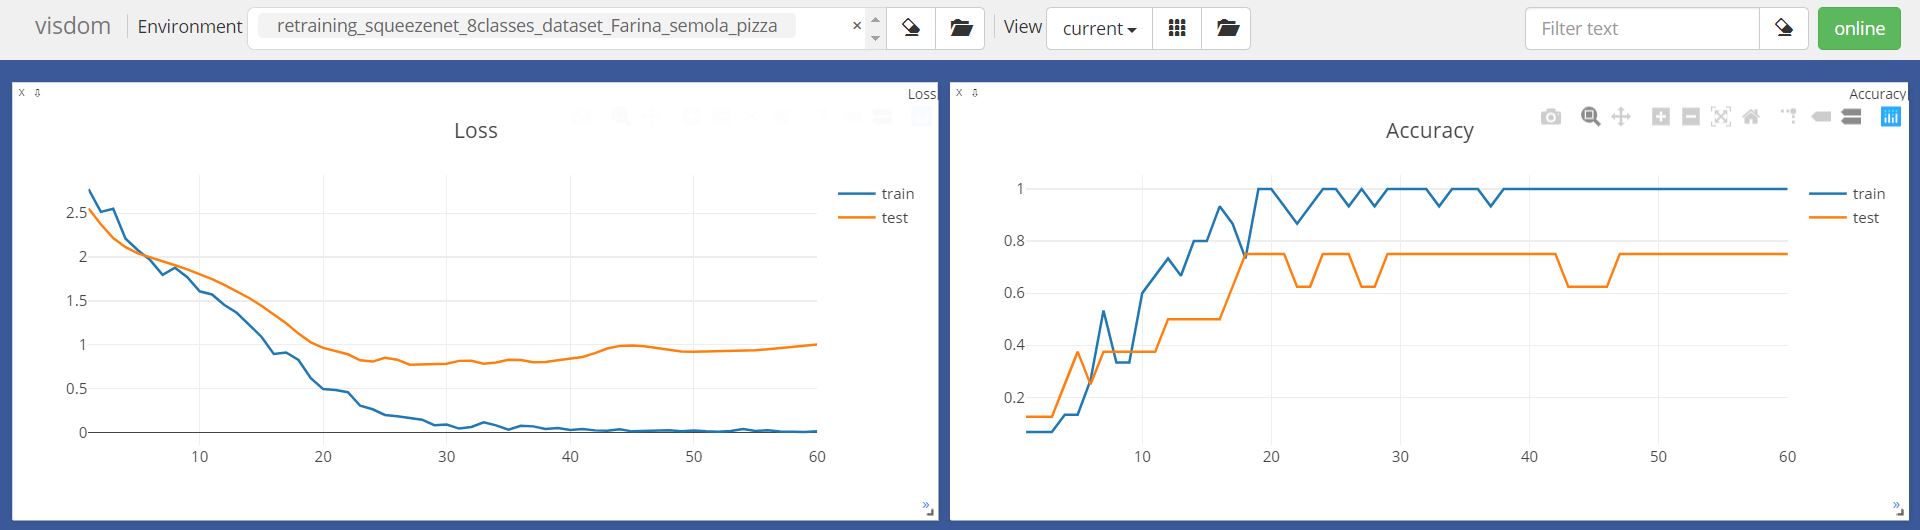 visdom Environment retraining_squeezenet_8classes_dataset_Farina_semola_pizza × View current Filter text online
x Loss
Loss
train
test
2.5
2
1.5
1
0.5
0
10 20 30 40 50 60
»
x Accuracy
Accuracy
train
test
1
0.8
0.6
0.4
0.2
10 20 30 40 50 60
»